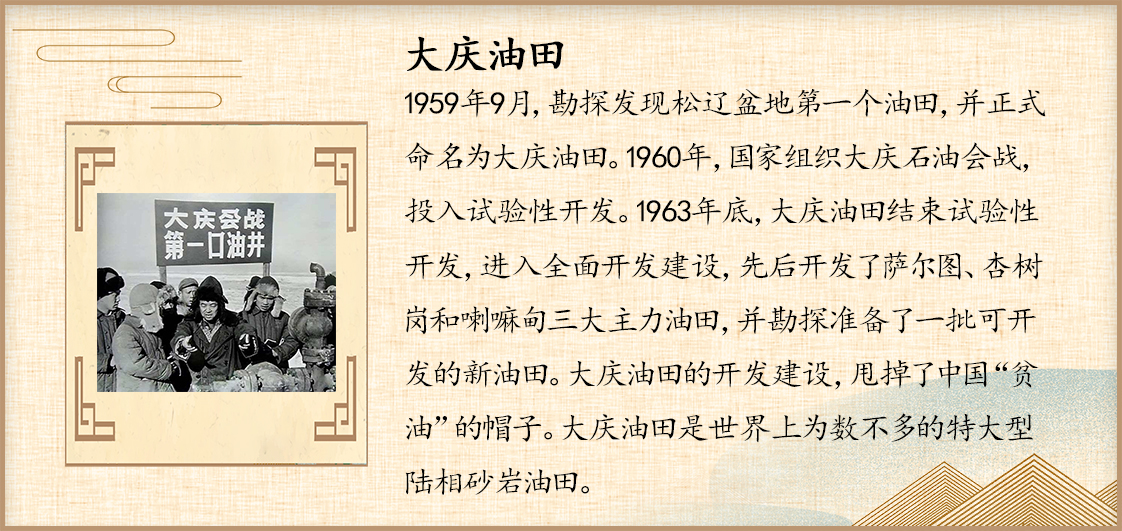 大庆会战
第一口油井
大庆油田
1959年9月,勘探发现松辽盆地第一个油田,并正式
命名为大庆油田。1960年,国家组织大庆石油会战,
投入试验性开发。1963年底,大庆油田结束试验性
开发,进入全面开发建设,先后开发了萨尔图、杏树
岗和喇嘛甸三大主力油田,并勘探准备了一批可开
发的新油田。大庆油田的开发建设,甩掉了中国“贫
油”的帽子。大庆油田是世界上为数不多的特大型
陆相砂岩油田。